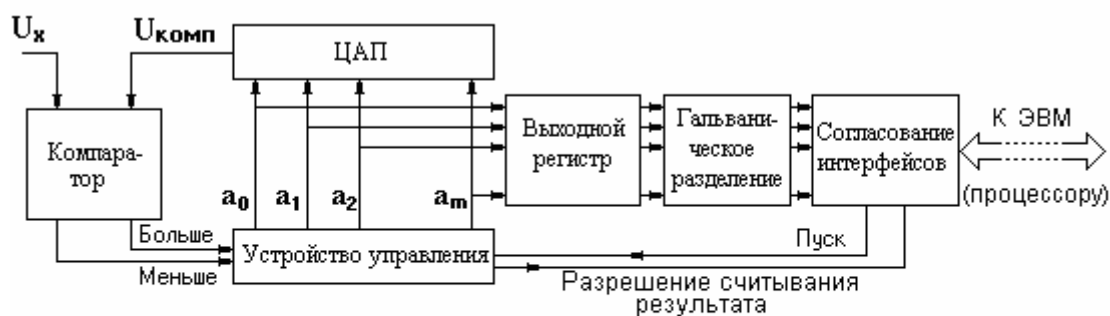 Uх
Uкомп
ЦАП
Компара-
тор
Выходной
регистр
Гальвани-
ческое
разделение
Согласование
интерфейсов
К ЭВМ
(процессору)
a0
a1
a2
am
Больше
Меньше
Устройство управления
Пуск
Разрешение считывания
результата